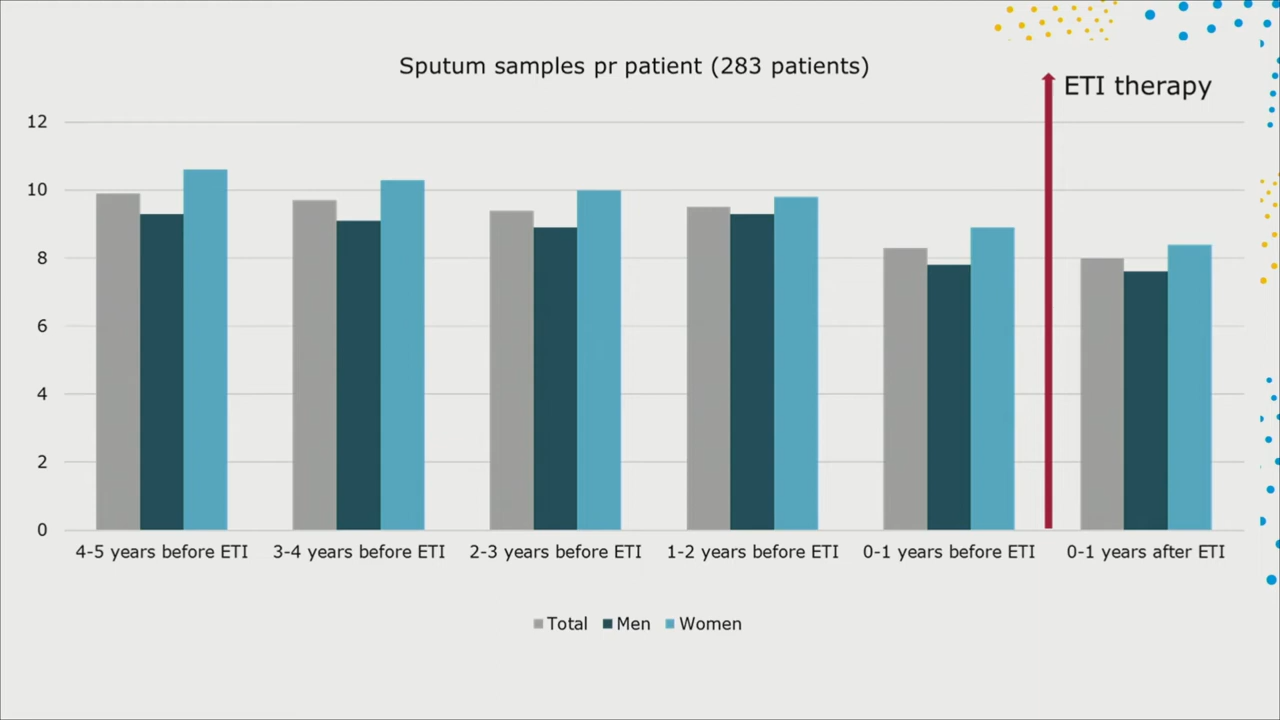 Sputum samples pr patient (283 patients)
ETI therapy
12
10
8
6
4
2
0
4-5 years before ETI
3-4 years before ETI
2-3 years before ETI
1-2 years before ETI
0-1 years before ETI
0-1 years after ETI
Total
Men
Women